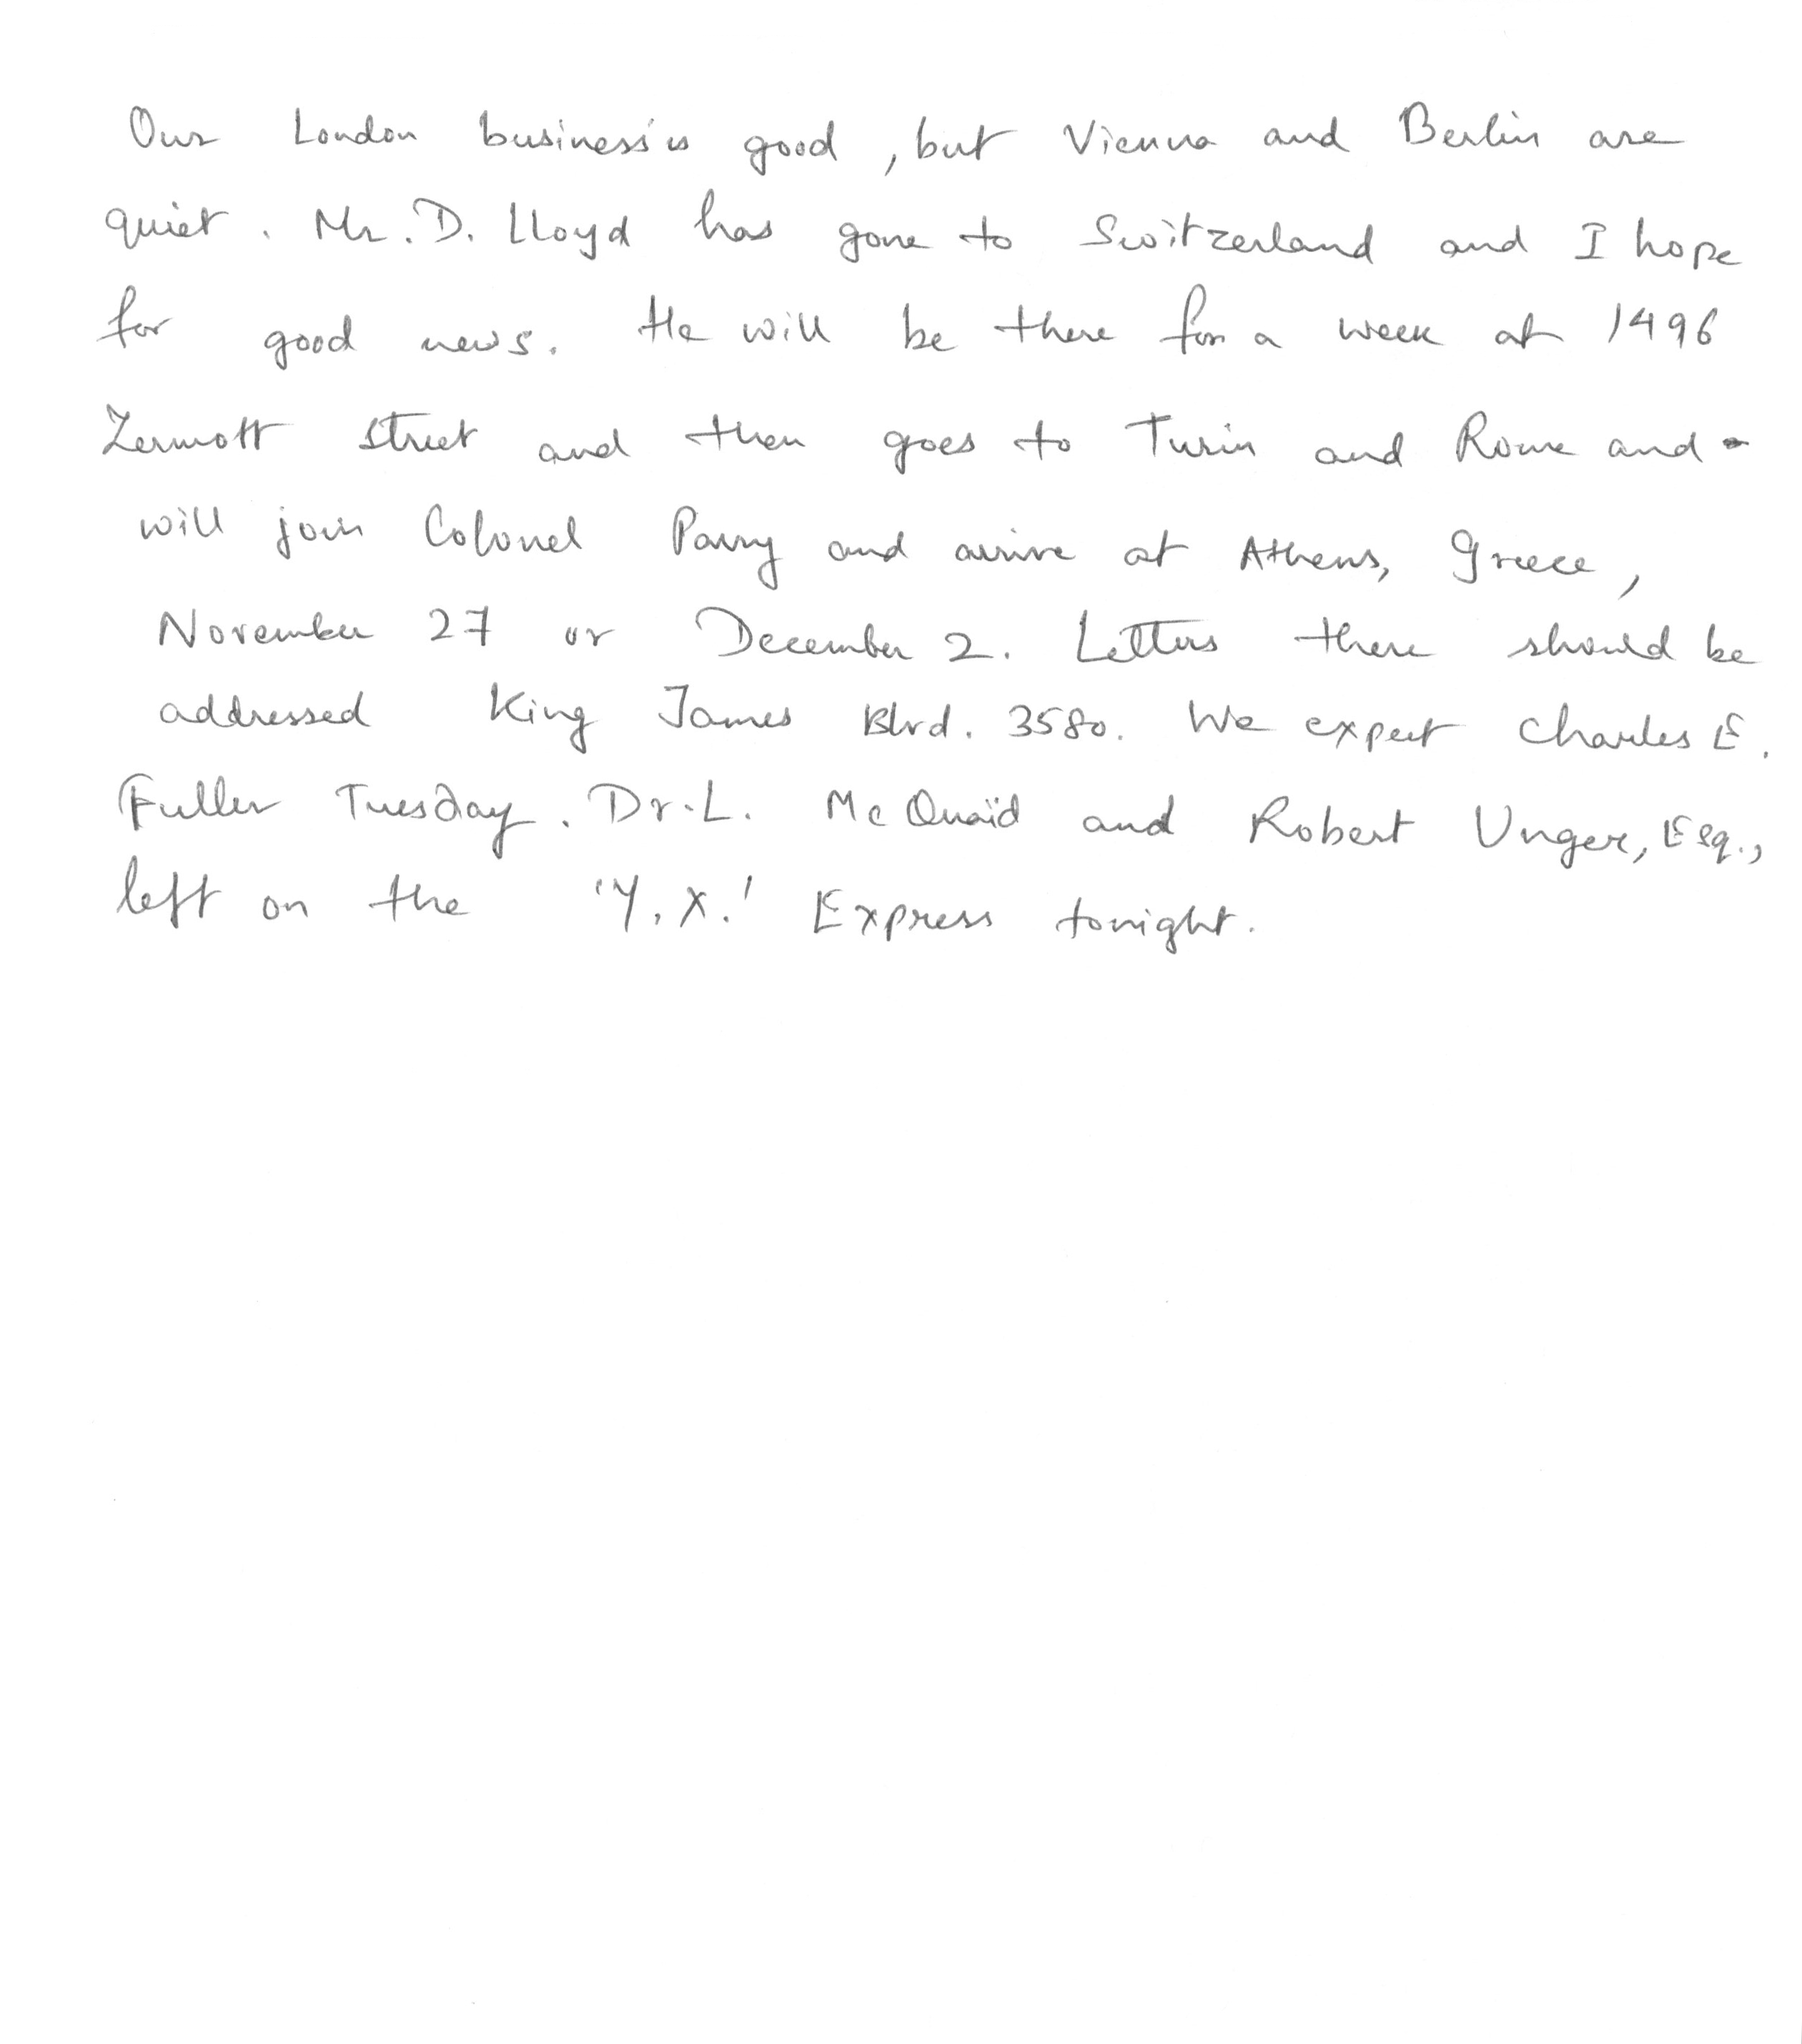 Our London business is good, but Vienna and Berlin are
quiet. Mr. D. Lloyd has gone to Switzerland and I hope
for good news. He will be there for a week at 1496
Zermott Street and then goes to Turin and Rome and
will join Colonel Parry and arrive at Athens, Greece,
November 27 or December 2. Letters there should be
addressed King James Blvd. 3580. We expect Charles E.
Fuller Tuesday. Dr. L. McQuaïd and Robert Unger, Esq.,
left on the 'Y. X.' Express tonight.